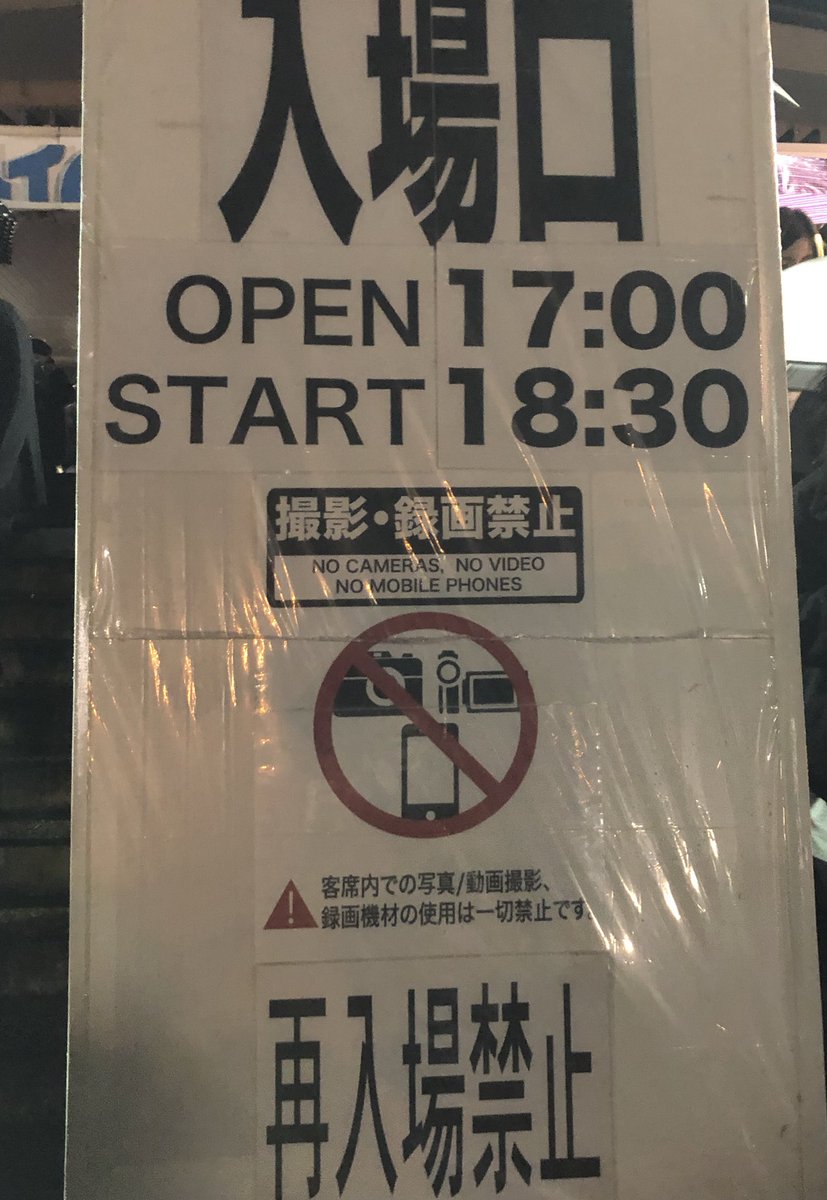 入場口
OPEN 17:00
START 18:30
撮影・録画禁止
NO CAMERAS, NO VIDEO
NO MOBILE PHONES
客席内での写真/動画撮影、
録画機材の使用は一切禁止です。
再入場禁止